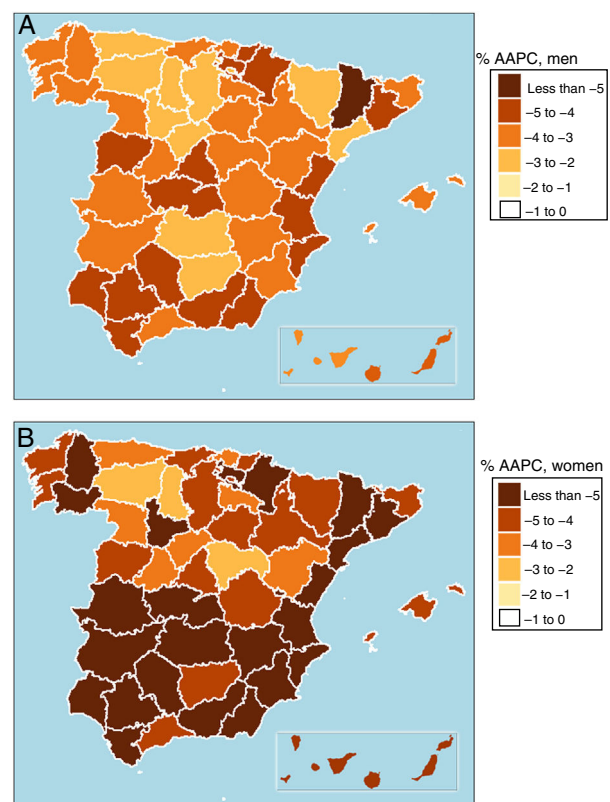 A
% AAPC, men
Less than −5
−5 to −4
−4 to −3
−3 to −2
−2 to −1
−1 to 0
B
% AAPC, women
Less than −5
−5 to −4
−4 to −3
−3 to −2
−2 to −1
−1 to 0